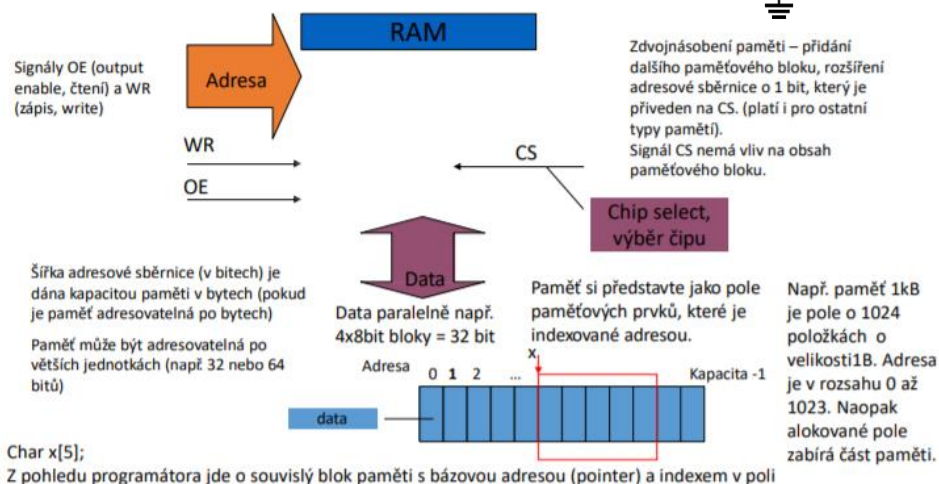 RAM
Adresa
Signály OE (output
enable, čtení) a WR
(zápis, write)
WR
OE
CS
Chip select,
výběr čipu
Zdvojnásobení paměti – přidání
dalšího paměťového bloku, rozšíření
adresové sběrnice o 1 bit, který je
přiveden na CS. (platí i pro ostatní
typy pamětí).
Signál CS nemá vliv na obsah
paměťového bloku.
Data
Šířka adresové sběrnice (v bitech) je
dána kapacitou paměti v bytech (pokud
je paměť adresovatelná po bytech)
Paměť může být adresovatelná po
větších jednotkách (např. 32 nebo 64
bitů)
Data paralelně např.
4x8bit bloky = 32 bit
Paměť si představte jako pole
paměťových prvků, které je
indexované adresou.
Např. paměť 1kB
je pole o 1024
položkách o
velikosti1B. Adresa
je v rozsahu 0 až
1023. Naopak
alokované pole
zabírá část paměti.
x
Adresa 0 1 2 ... Kapacita -1
data
Char x[5];
Z pohledu programátora jde o souvislý blok paměti s bázovou adresou (pointer) a indexem v poli